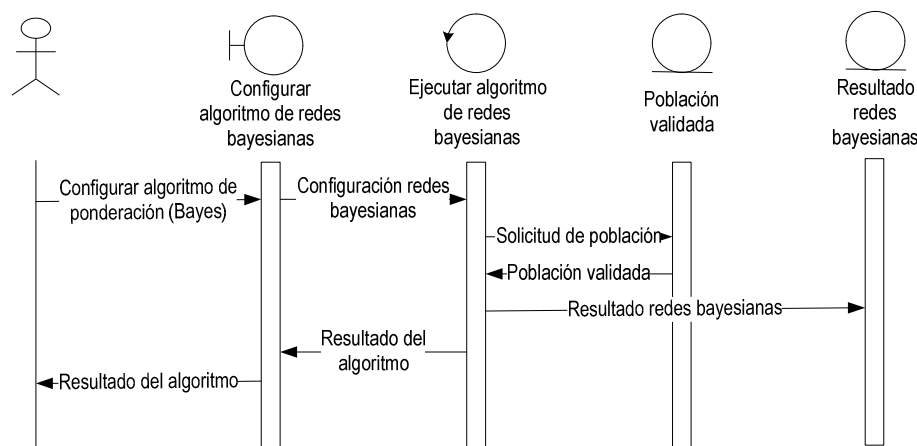 Configurar
algoritmo de redes
bayesianas
Ejecutar algoritmo
de redes
bayesianas
Población
validada
Resultado
redes
bayesianas
Configurar algoritmo de
ponderación (Bayes)
Configuración redes
bayesianas
Solicitud de población
Población validada
Resultado redes bayesianas
Resultado del
algoritmo
Resultado del algoritmo